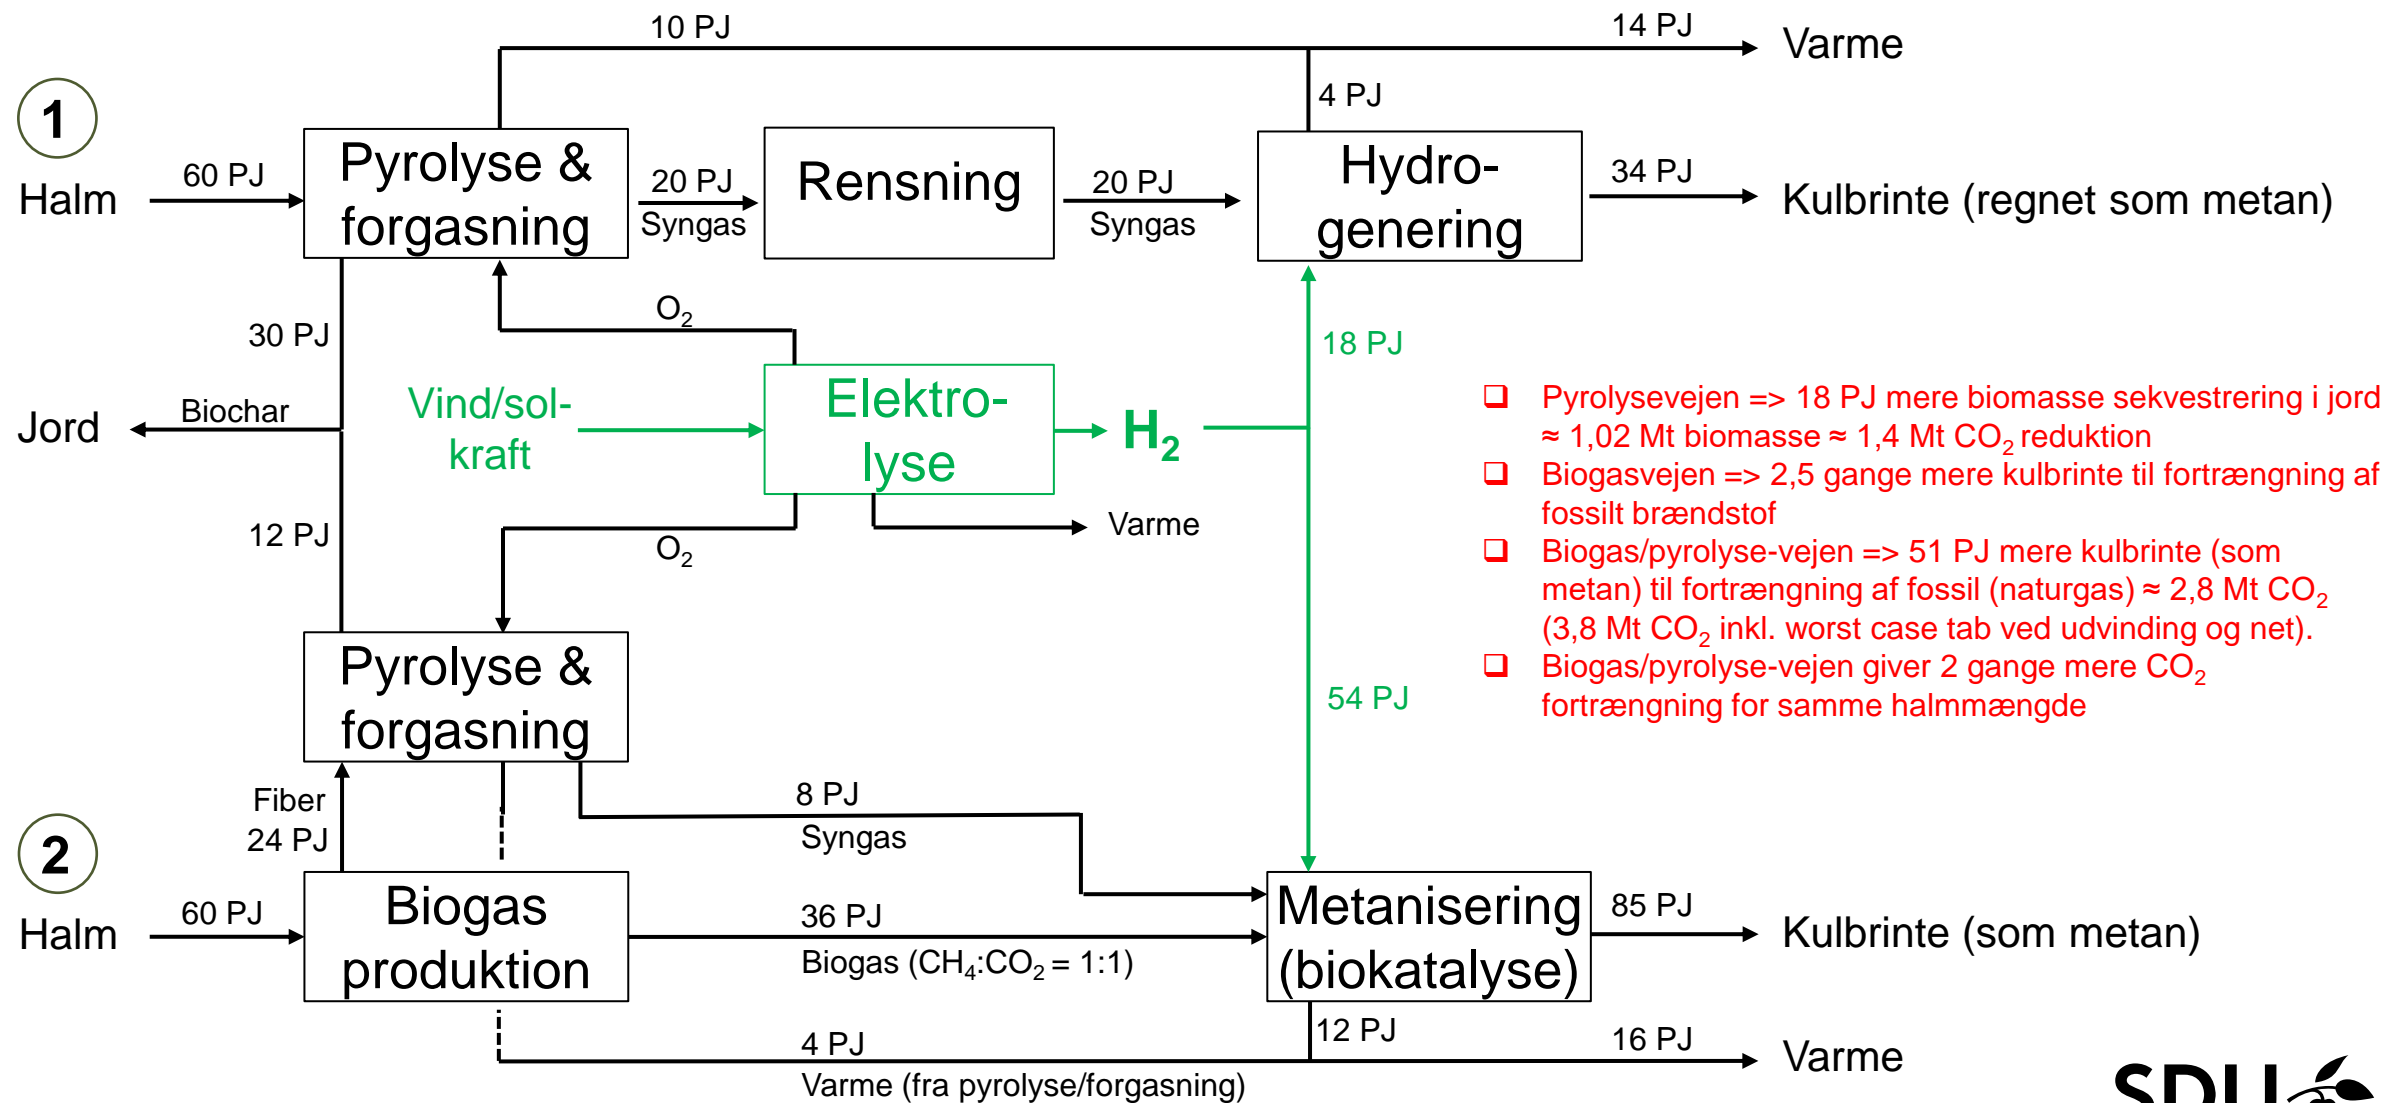 10 PJ
14 PJ
Varme
1
4 PJ
Halm
60 PJ
Pyrolyse &
forgasning
20 PJ
Syngas
Rensning
20 PJ
Syngas
Hydro-
genering
34 PJ
Kulbrinte (regnet som metan)
O2
30 PJ
18 PJ
Jord
Biochar
Vind/sol-
kraft
Elektro-
lyse
H2
Varme
12 PJ
O2
54 PJ
❑ Pyrolysevejen => 18 PJ mere biomasse sekvestrering i jord
≈ 1,02 Mt biomasse ≈ 1,4 Mt CO2 reduktion
❑ Biogasvejen => 2,5 gange mere kulbrinte til fortrængning af
fossilt brændstof
❑ Biogas/pyrolyse-vejen => 51 PJ mere kulbrinte (som
metan) til fortrængning af fossil (naturgas) ≈ 2,8 Mt CO2
(3,8 Mt CO2 inkl. worst case tab ved udvinding og net).
❑ Biogas/pyrolyse-vejen giver 2 gange mere CO2
fortrængning for samme halmmængde
Pyrolyse &
forgasning
Fiber
24 PJ
8 PJ
Syngas
2
Halm
60 PJ
Biogas
produktion
36 PJ
Biogas (CH4:CO2 = 1:1)
Metanisering
(biokatalyse)
85 PJ
Kulbrinte (som metan)
12 PJ
4 PJ
Varme (fra pyrolyse/forgasning)
16 PJ
Varme
SDU